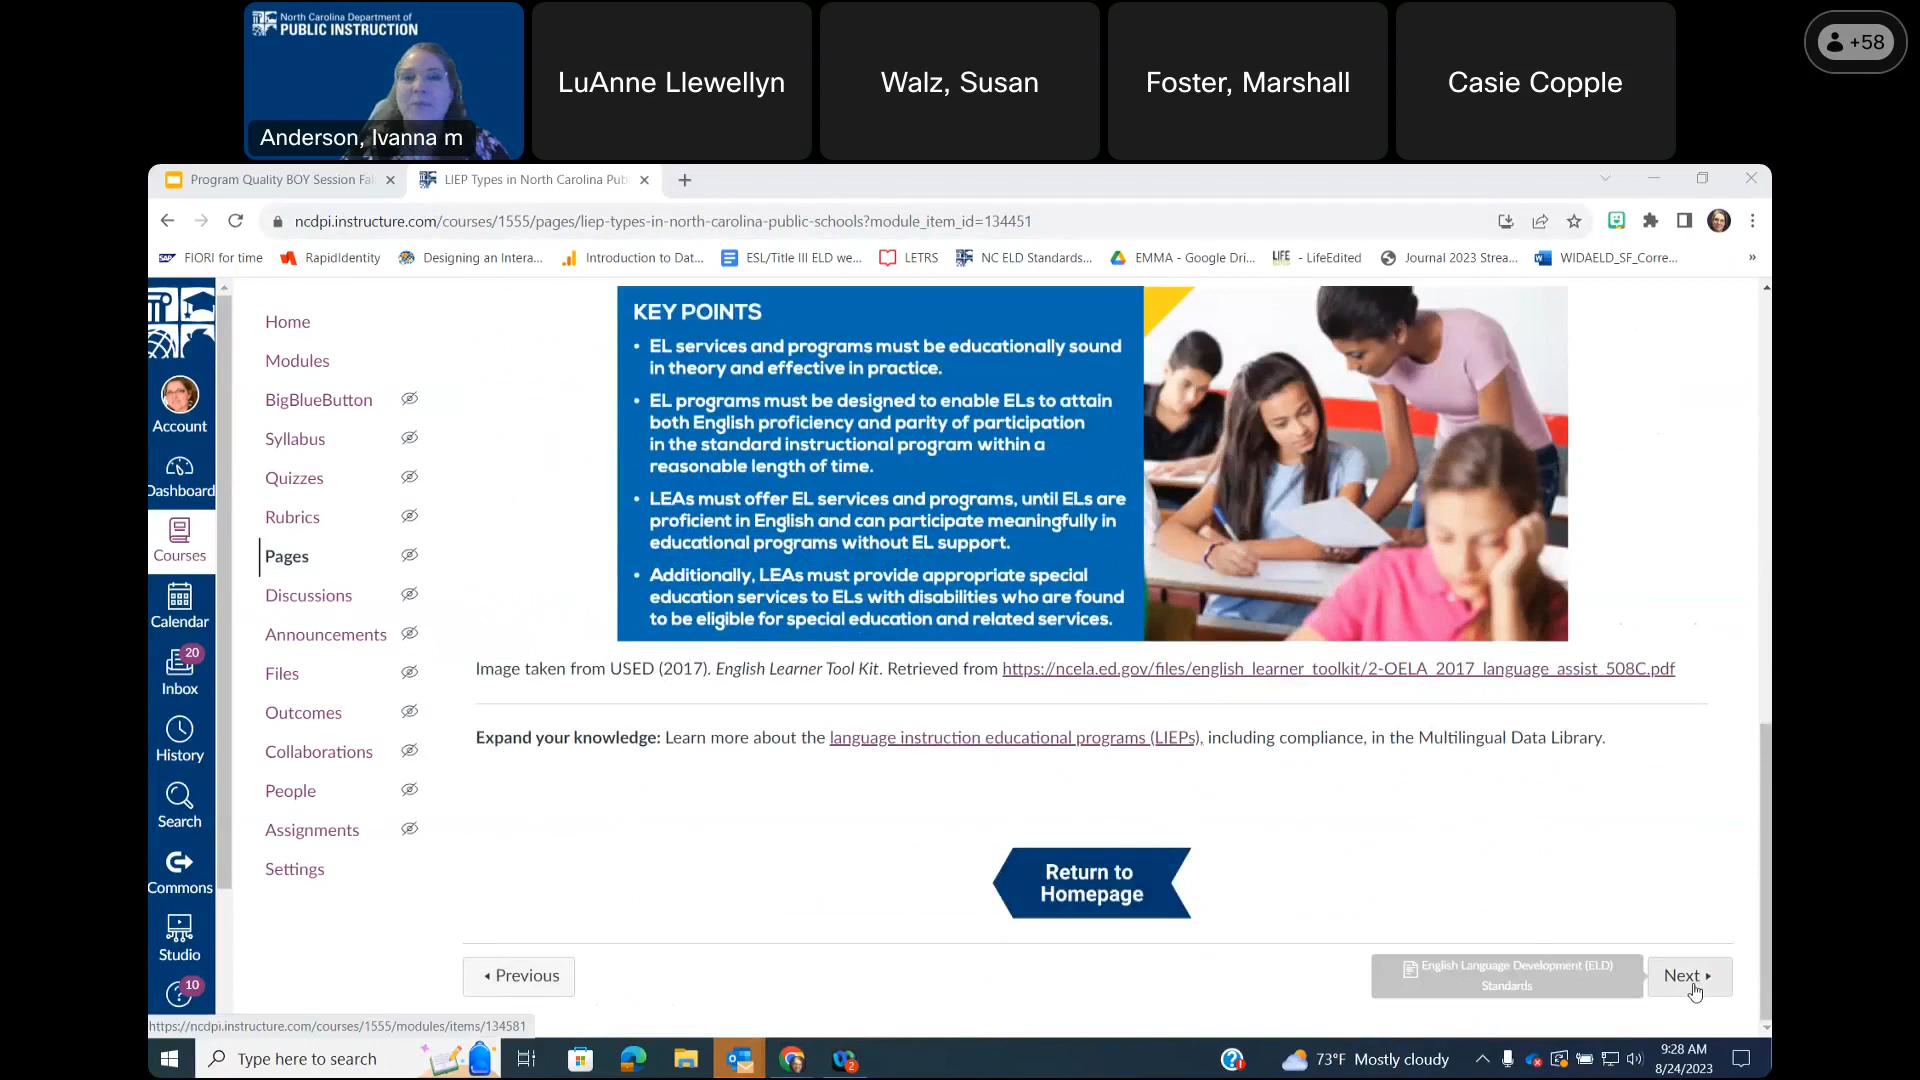 North Carolina Department of
PUBLIC INSTRUCTION
Anderson, Ivanna m
LuAnne Llewellyn
Walz, Susan
Foster, Marshall
Casie Copple
+58
Program Quality BOY Session Fal
LIEP Types in North Carolina Pub
ncdpi.instructure.com/courses/1555/pages/liep-types-in-north-carolina-public-schools?module_item_id=134451
FIORI for time
RapidIdentity
Designing an Intera...
Introduction to Dat...
ESL/Title III ELD we...
LETRS
NC ELD Standards...
EMMA - Google Dri...
LIFE - LifeEdited
Journal 2023 Strea...
WIDAELD_SF_Corre...
»
Account
Dashboard
Courses
Calendar
20
Inbox
History
Search
Commons
Studio
10
Home
Modules
BigBlueButton
Syllabus
Quizzes
Rubrics
Pages
Discussions
Announcements
Files
Outcomes
Collaborations
People
Assignments
Settings
KEY POINTS
• EL services and programs must be educationally sound
in theory and effective in practice.
• EL programs must be designed to enable ELs to attain
both English proficiency and parity of participation
in the standard instructional program within a
reasonable length of time.
• LEAs must offer EL services and programs, until ELs are
proficient in English and can participate meaningfully in
educational programs without EL support.
• Additionally, LEAs must provide appropriate special
education services to ELs with disabilities who are found
to be eligible for special education and related services.
Image taken from USED (2017). English Learner Tool Kit. Retrieved from https://ncela.ed.gov/files/english_learner_toolkit/2-OELA_2017_language_assist_508C.pdf
Expand your knowledge: Learn more about the language instruction educational programs (LIEPs), including compliance, in the Multilingual Data Library.
Return to
Homepage
Previous
English Language Development (ELD)
Standards
Next
https://ncdpi.instructure.com/courses/1555/modules/items/134581
Type here to search
2
73°F Mostly cloudy
9:28 AM
8/24/2023